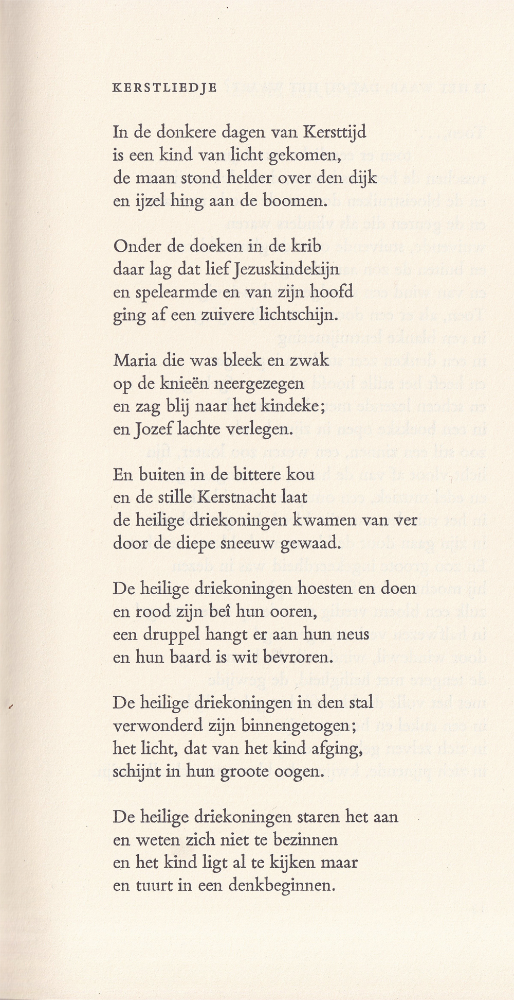 KERSTLIEDJE

In de donkere dagen van Kersttijd
is een kind van licht gekomen,
de maan stond helder over den dijk
en ijzel hing aan de boomen.

Onder de doeken in de krib
daar lag dat lief Jezuskindekijn
en spelearmde en van zijn hoofd
ging af een zuivere lichtschijn.

Maria die was bleek en zwak
op de knieën neergezegen
en zag blij naar het kindeke;
en Jozef lachte verlegen.

En buiten in de bittere kou
en de stille Kerstnacht laat
de heilige driekoningen kwamen van ver
door de diepe sneeuw gewaad.

De heilige driekoningen hoesten en doen
en rood zijn beî hun ooren,
een druppel hangt er aan hun neus
en hun baard is wit bevroren.

De heilige driekoningen in den stal
verwonderd zijn binnengetogen;
het licht, dat van het kind afging,
schijnt in hun groote oogen.

De heilige driekoningen staren het aan
en weten zich niet te bezinnen
en het kind ligt al te kijken maar
en tuurt in een denkbeginnen.